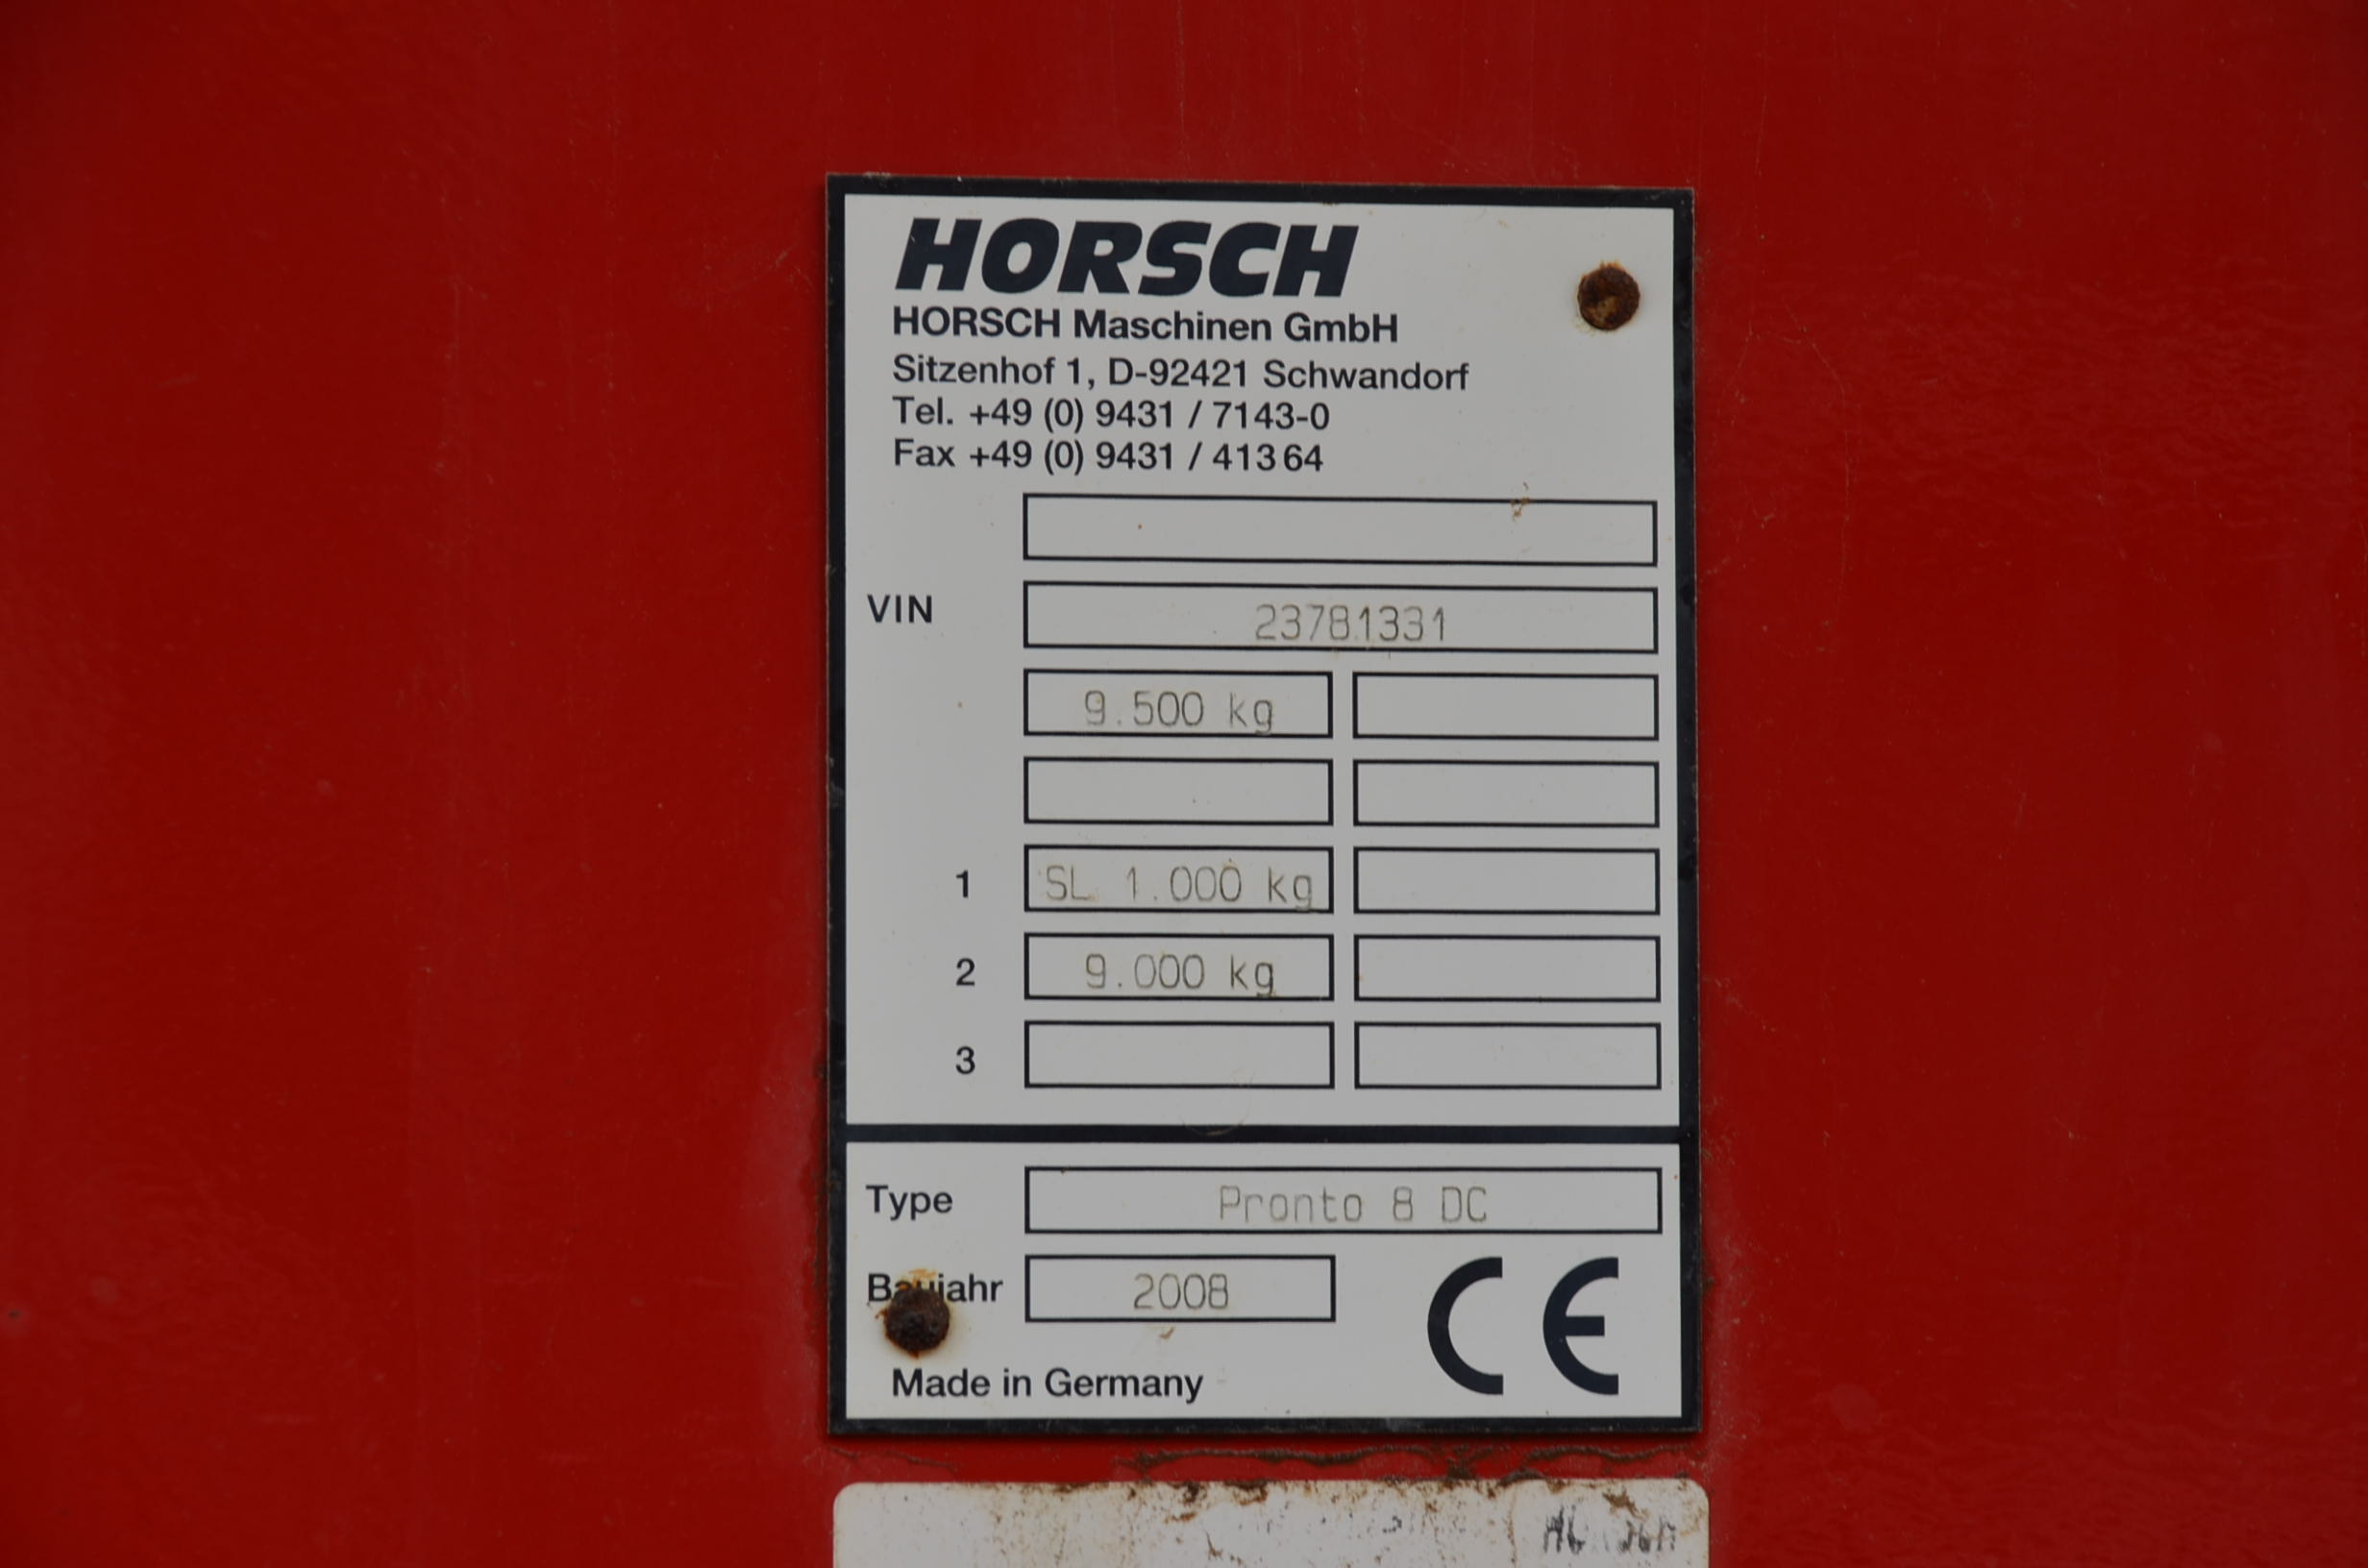 HORSCH
HORSCH Maschinen GmbH
Sitzenhof 1, D-92421 Schwandorf
Tel. +49 (0) 9431 / 7143-0
Fax +49 (0) 9431 / 41364
VIN 23781331
9.500 kg
1 SL 1.000 kg
2 9.000 kg
3
Type Pronto 8 DC
Baujahr 2008
CE
Made in Germany